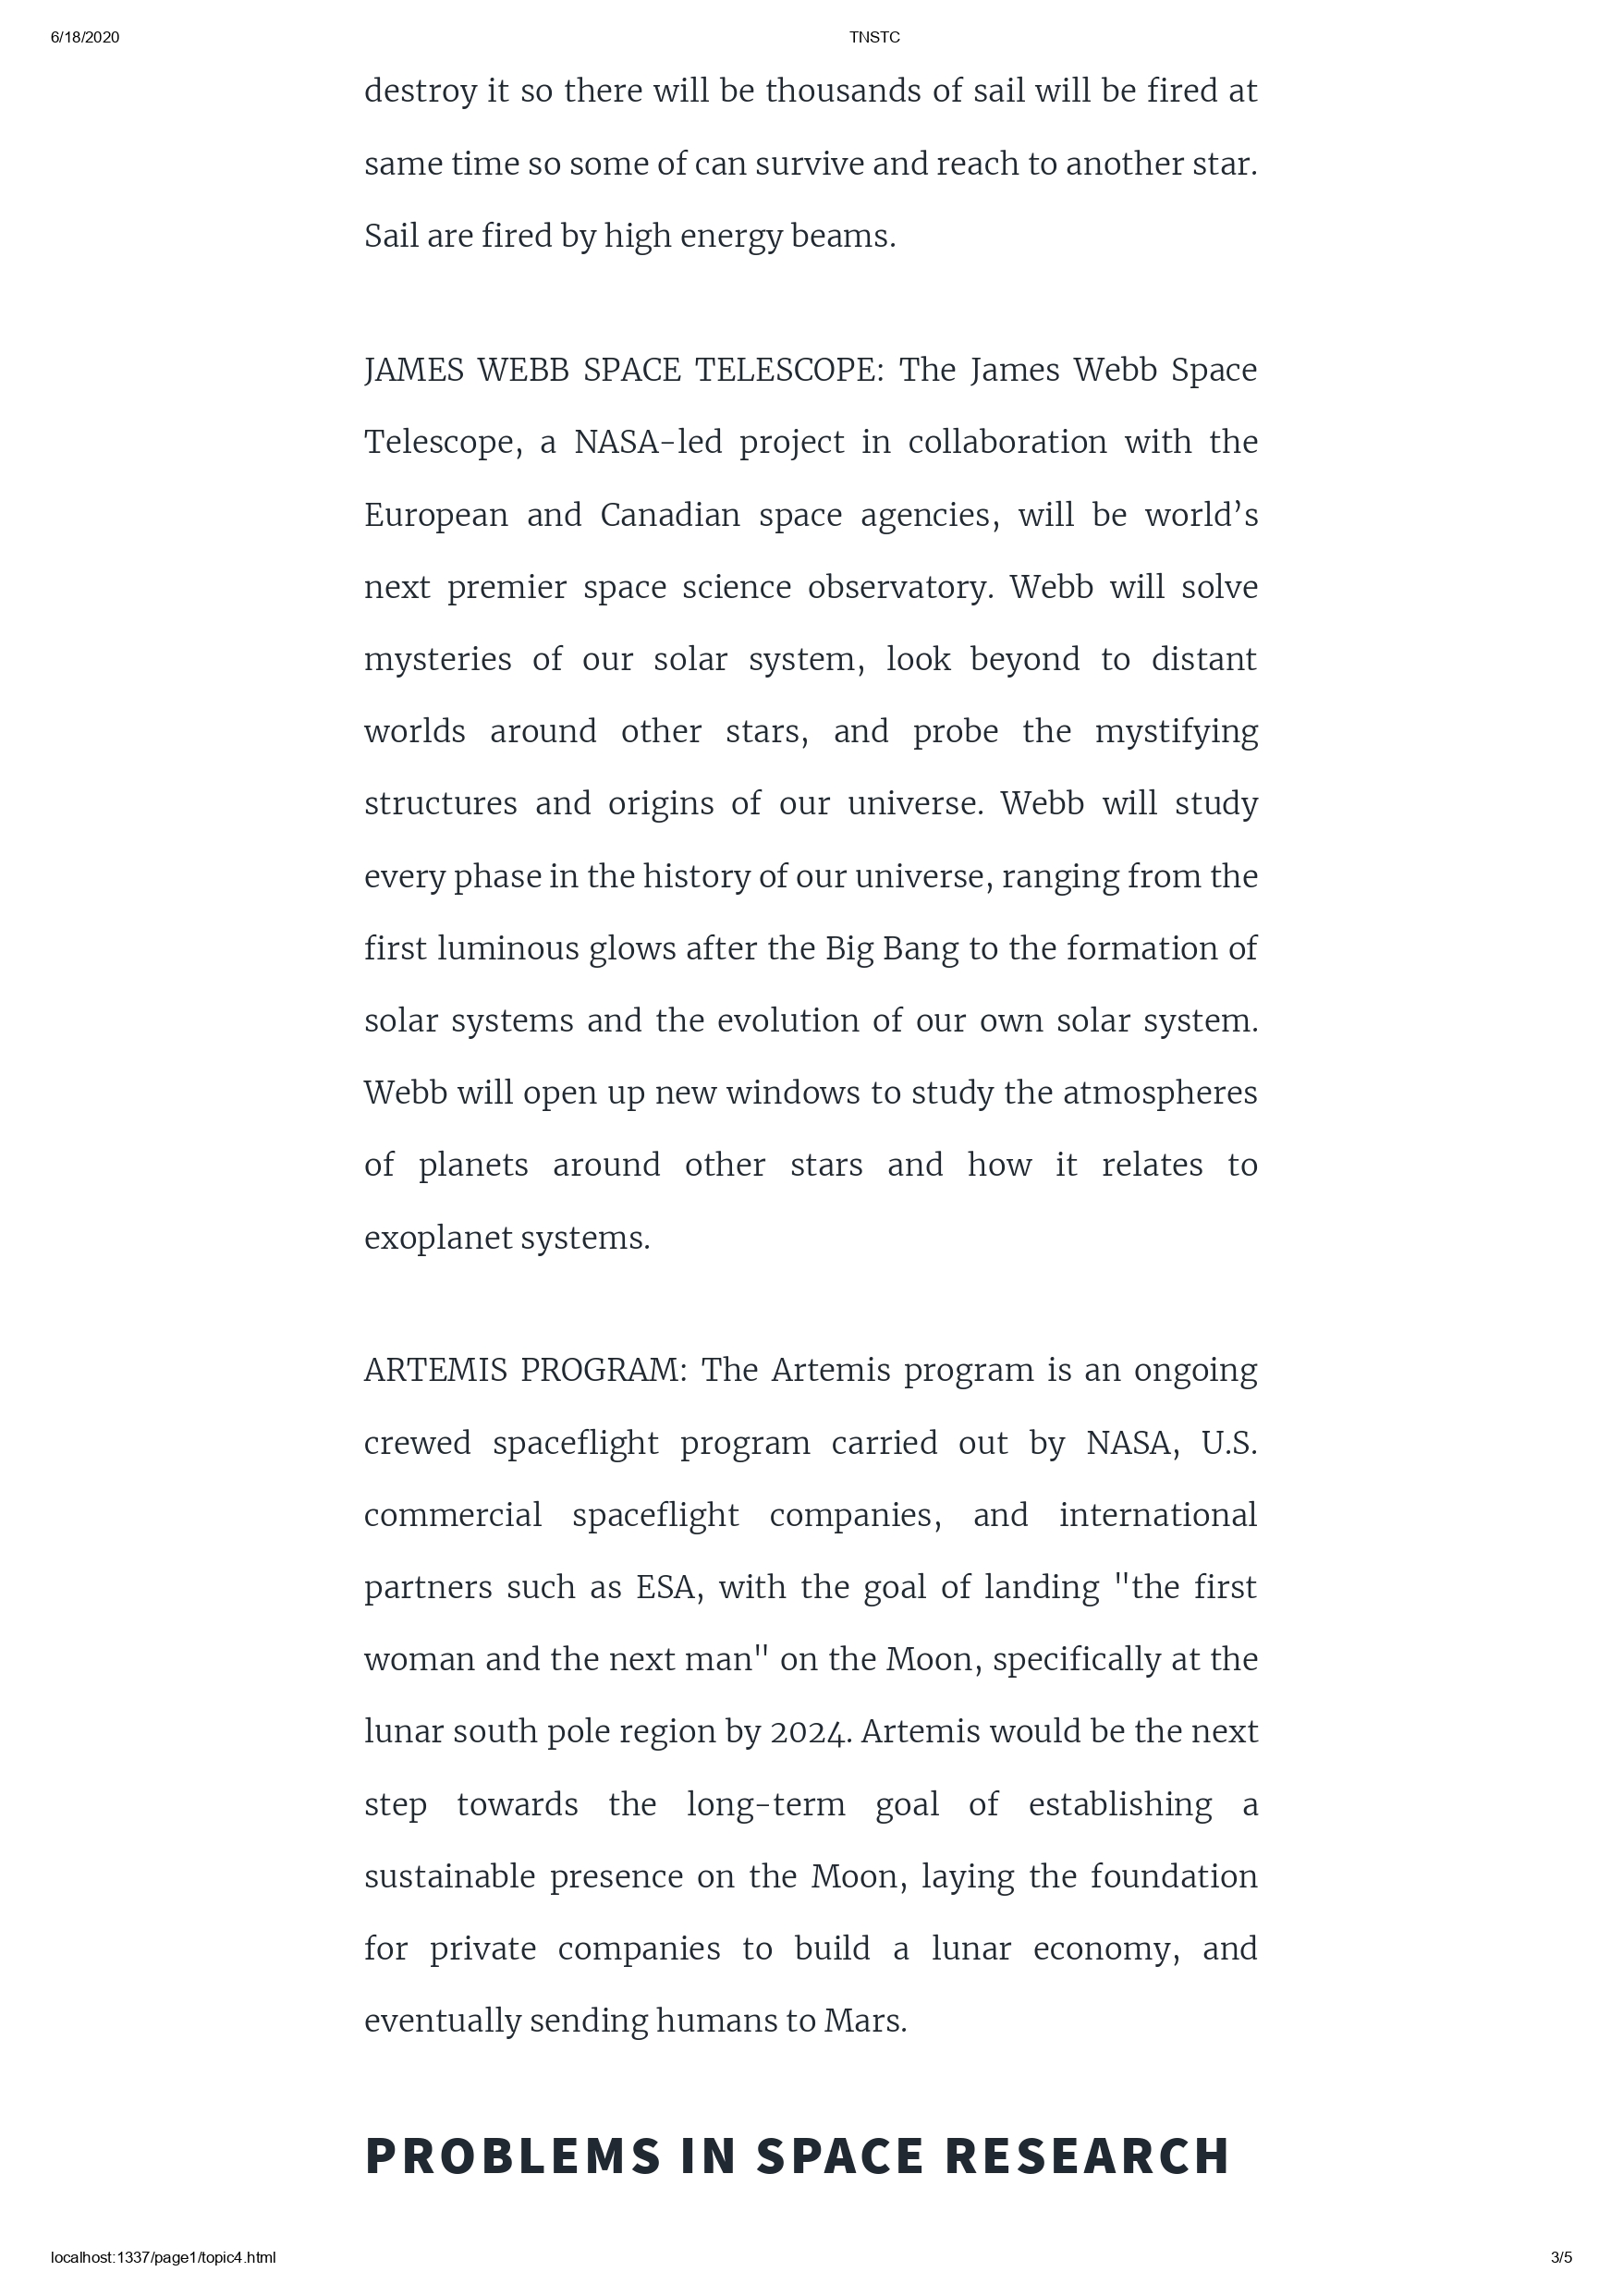 6/18/2020 TNSTC
destroy it so there will be thousands of sail will be fired at
same time so some of can survive and reach to another star.
Sail are fired by high energy beams.
JAMES WEBB SPACE TELESCOPE: The James Webb Space
Telescope, a NASA-led project in collaboration with the
European and Canadian space agencies, will be world’s
next premier space science observatory. Webb will solve
mysteries of our solar system, look beyond to distant
worlds around other stars, and probe the mystifying
structures and origins of our universe. Webb will study
every phase in the history of our universe, ranging from the
first luminous glows after the Big Bang to the formation of
solar systems and the evolution of our own solar system.
Webb will open up new windows to study the atmospheres
of planets around other stars and how it relates to
exoplanet systems.
ARTEMIS PROGRAM: The Artemis program is an ongoing
crewed spaceflight program carried out by NASA, U.S.
commercial spaceflight companies, and international
partners such as ESA, with the goal of landing "the first
woman and the next man" on the Moon, specifically at the
lunar south pole region by 2024. Artemis would be the next
step towards the long-term goal of establishing a
sustainable presence on the Moon, laying the foundation
for private companies to build a lunar economy, and
eventually sending humans to Mars.
PROBLEMS IN SPACE RESEARCH
localhost:1337/page1/topic4.html 3/5